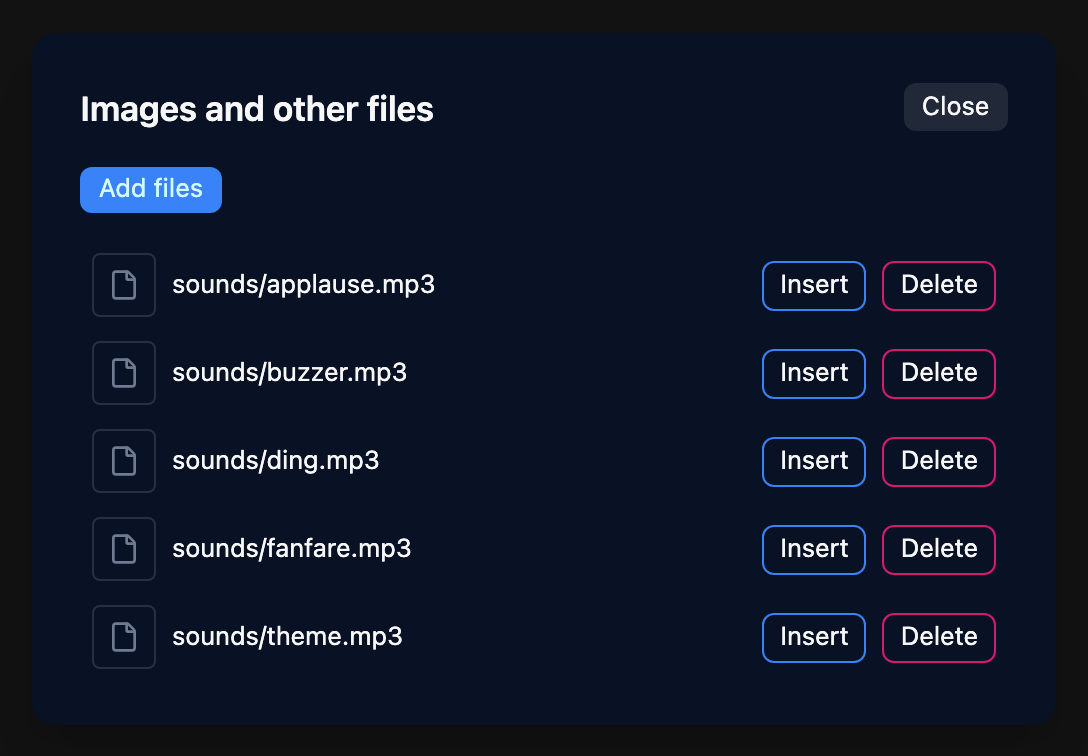 Images and other files Close
Add files
sounds/applause.mp3 Insert Delete
sounds/buzzer.mp3 Insert Delete
sounds/ding.mp3 Insert Delete
sounds/fanfare.mp3 Insert Delete
sounds/theme.mp3 Insert Delete